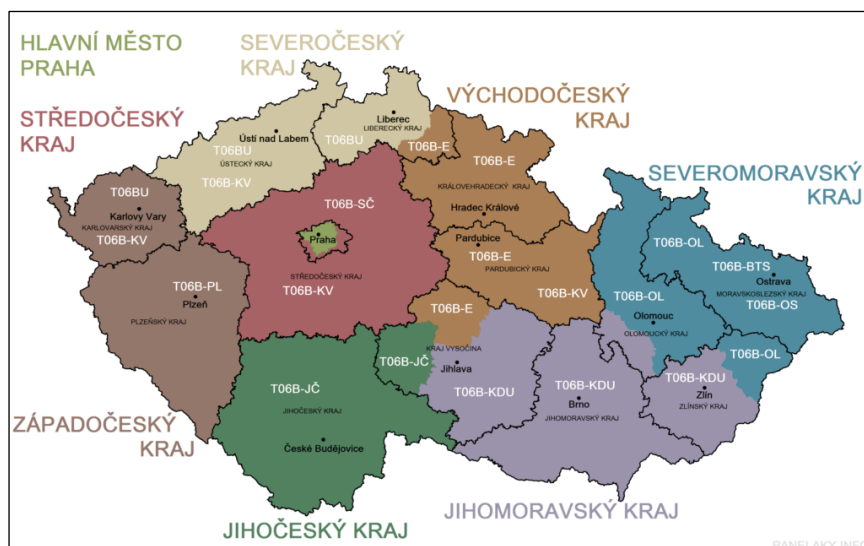 HLAVNÍ MĚSTO
PRAHA
SEVEROČESKÝ
KRAJ
STŘEDOČESKÝ
KRAJ
VÝCHODOČESKÝ
KRAJ
SEVEROMORAVSKÝ
KRAJ
Liberec
LIBERECKÝ KRAJ
T06BU
T06B-E
Ústí nad Labem
T06BU
ÚSTECKÝ KRAJ
T06B-KV
T06BU
Karlovy Vary
KARLOVARSKÝ KRAJ
T06B-KV
T06B-SČ
Praha
STŘEDOČESKÝ KRAJ
T06B-KV
T06B-E
KRÁLOVEHRADECKÝ KRAJ
Hradec Králové
Pardubice
T06B-E
PARDUBICKÝ KRAJ
T06B-KV
T06B-OL
T06B-BTS
Ostrava
MORAVSKOSLEZSKÝ KRAJ
T06B-OS
T06B-OL
Olomouc
OLOMOUCKÝ KRAJ
T06B-OL
T06B-PL
Plzeň
PLZEŇSKÝ KRAJ
T06B-E
KRAJ VYSOČINA
T06B-JČ
Jihlava
T06B-KDU
T06B-KDU
Brno
JIHOMORAVSKÝ KRAJ
T06B-KDU
Zlín
ZLÍNSKÝ KRAJ
T06B-JČ
JIHOČESKÝ KRAJ
České Budějovice
ZÁPADOČESKÝ
KRAJ
JIHOČESKÝ KRAJ
JIHOMORAVSKÝ KRAJ
PANELAKY.INFO